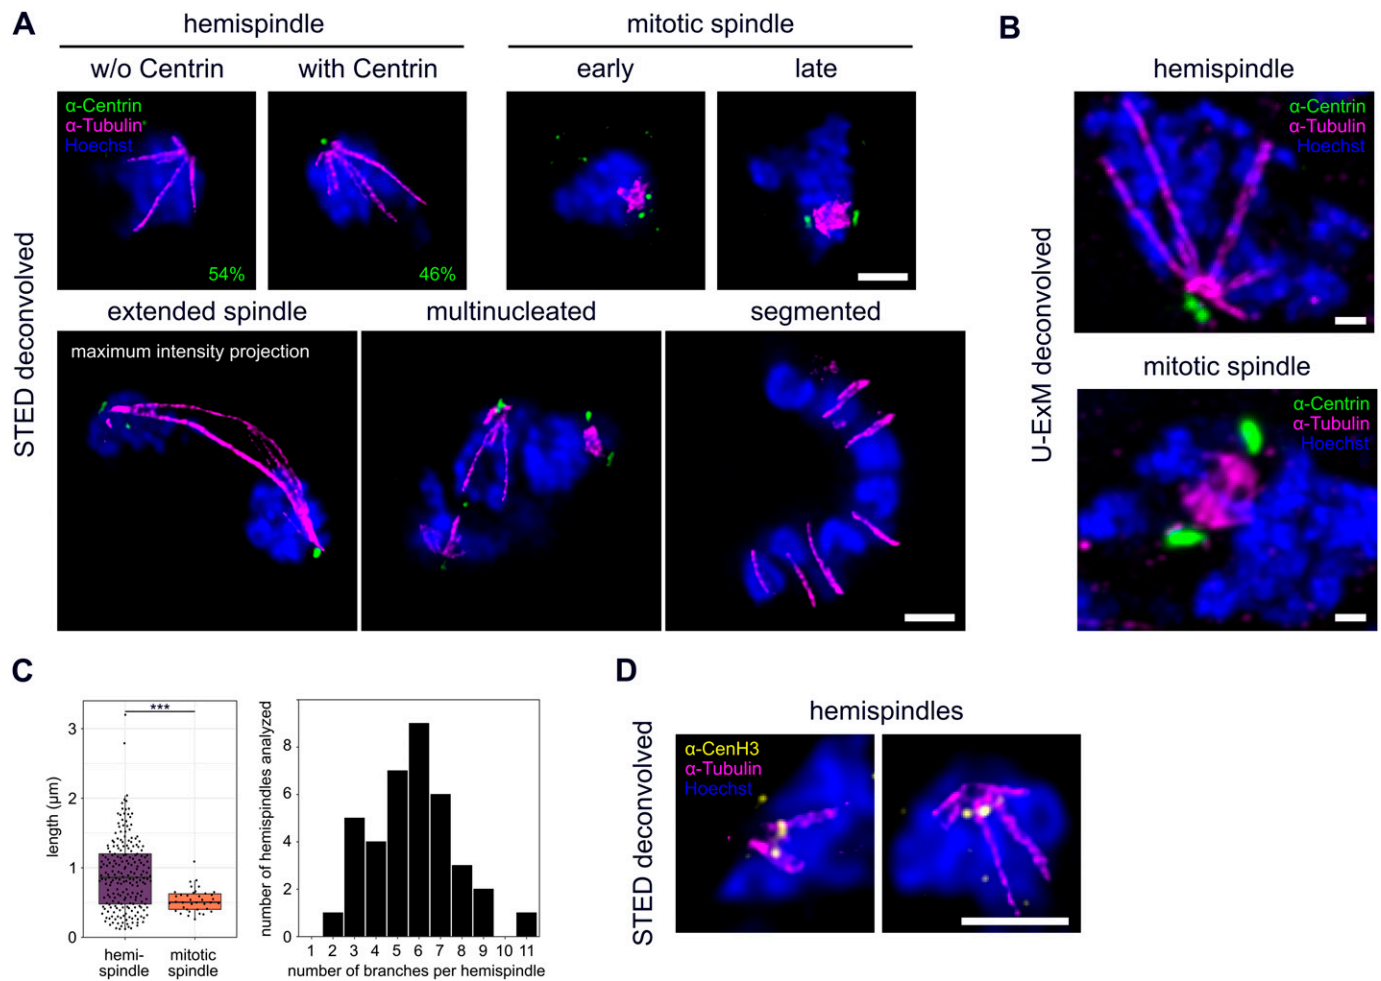 A
hemispindle
mitotic spindle
w/o Centrin
with Centrin
early
late
α-Centrin
α-Tubulin
Hoechst
54%
46%
STED deconvolved
extended spindle
multinucleated
segmented
maximum intensity projection
B
hemispindle
U-ExM deconvolved
α-Centrin
α-Tubulin
Hoechst
mitotic spindle
α-Centrin
α-Tubulin
Hoechst
C
length (μm)
3
2
1
0
***
hemi-
spindle
mitotic
spindle
number of hemispindles analyzed
8
6
4
2
0
1 2 3 4 5 6 7 8 9 10 11
number of branches per hemispindle
D
hemispindles
STED deconvolved
α-CenH3
α-Tubulin
Hoechst